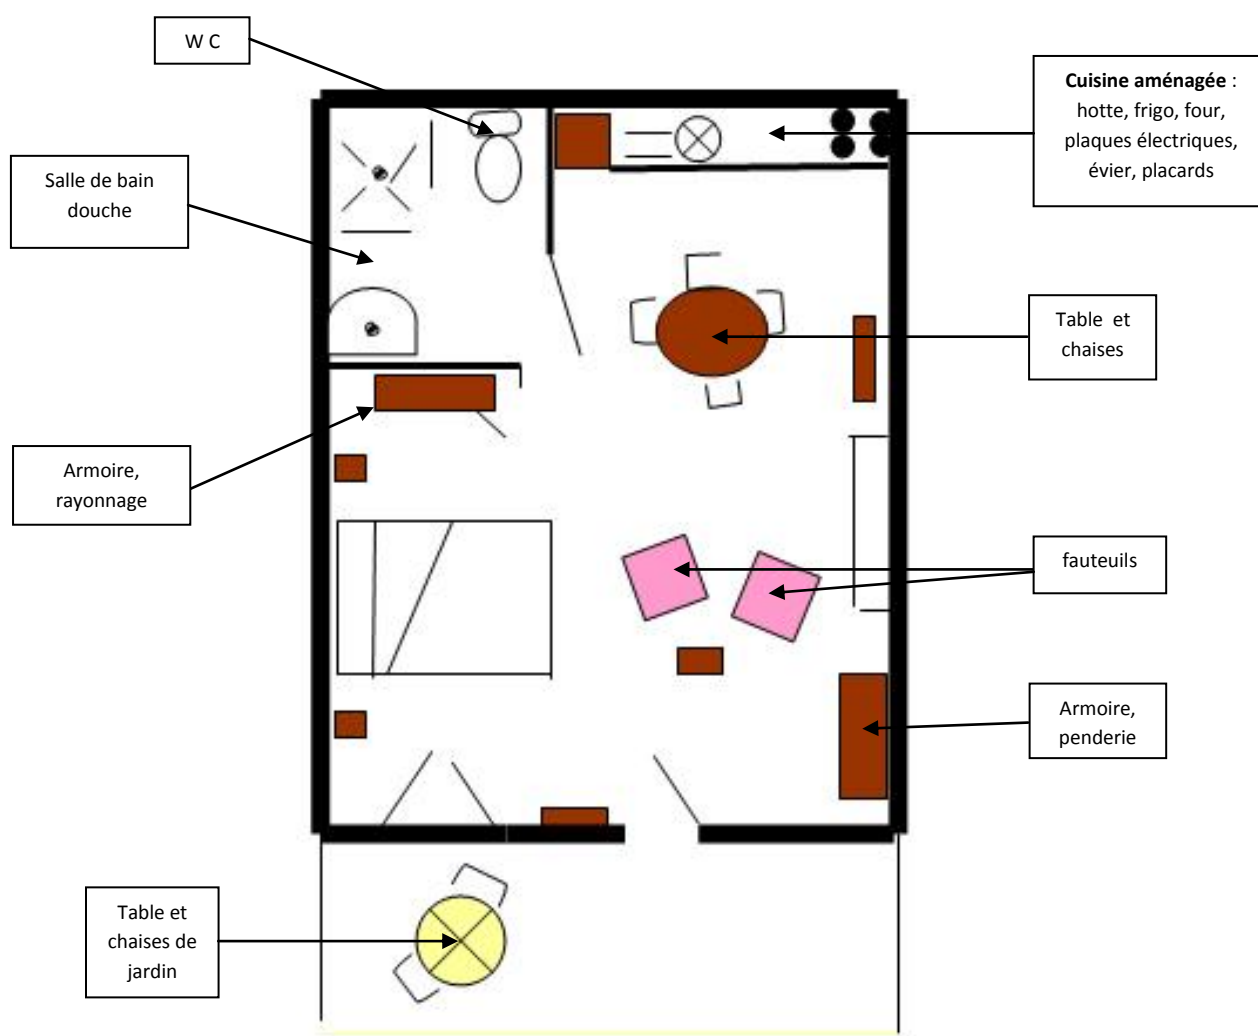 W C
Cuisine aménagée :
hotte, frigo, four,
plaques électriques,
évier, placards
Salle de bain
douche
Table et
chaises
Armoire,
rayonnage
fauteuils
Armoire,
penderie
Table et
chaises de
jardin